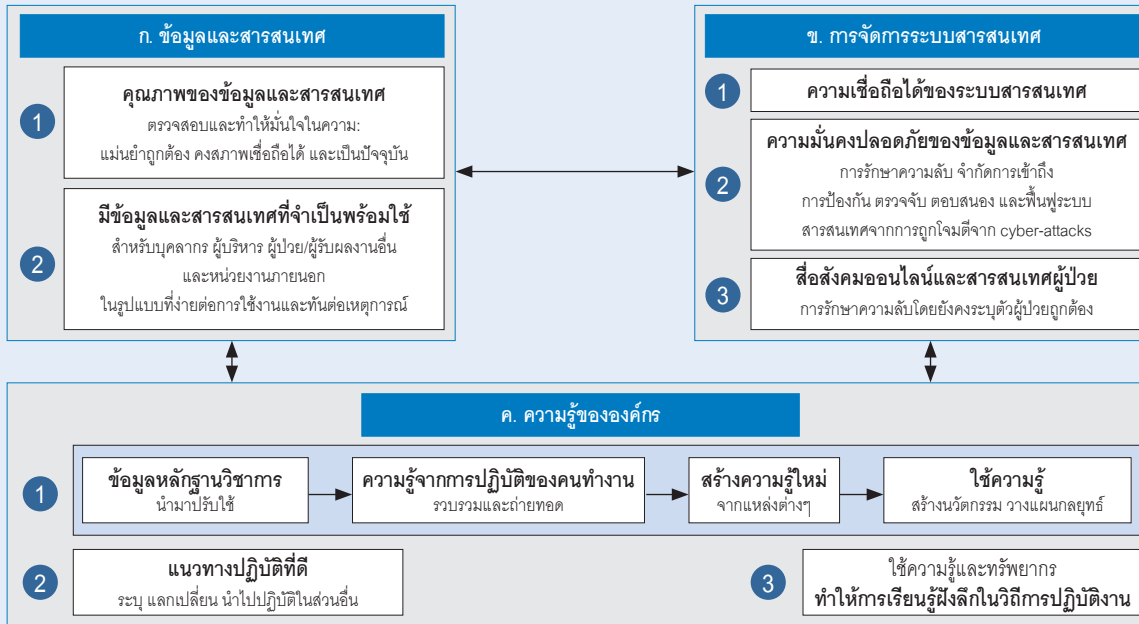 ก. ข้อมูลและสารสนเทศ
1
คุณภาพของข้อมูลและสารสนเทศ
ตรวจสอบและทำให้มั่นใจในความ:
แม่นยำถูกต้อง คงสภาพเชื่อถือได้ และเป็นปัจจุบัน
2
มีข้อมูลและสารสนเทศที่จำเป็นพร้อมใช้
สำหรับบุคลากร ผู้บริหาร ผู้ป่วย/ผู้รับผลงานอื่น
และหน่วยงานภายนอก
ในรูปแบบที่ง่ายต่อการใช้งานและทันต่อเหตุการณ์
ข. การจัดการระบบสารสนเทศ
1
ความเชื่อถือได้ของระบบสารสนเทศ
2
ความมั่นคงปลอดภัยของข้อมูลและสารสนเทศ
การรักษาความลับ จำกัดการเข้าถึง
การป้องกัน ตรวจจับ ตอบสนอง และฟื้นฟูระบบ
สารสนเทศจากการถูกโจมตีจาก cyber-attacks
3
สื่อสังคมออนไลน์และสารสนเทศผู้ป่วย
การรักษาความลับโดยยังคงระบุตัวผู้ป่วยถูกต้อง
ค. ความรู้ขององค์กร
1
ข้อมูลหลักฐานวิชาการ
นำมาปรับใช้
ความรู้จากการปฏิบัติของคนทำงาน
รวบรวมและถ่ายทอด
สร้างความรู้ใหม่
จากแหล่งต่างๆ
ใช้ความรู้
สร้างนวัตกรรม วางแผนกลยุทธ์
2
แนวทางปฏิบัติที่ดี
ระบุ แลกเปลี่ยน นำไปปฏิบัติในส่วนอื่น
3
ใช้ความรู้และทรัพยากร
ทำให้การเรียนรู้ฝังลึกในวิถีการปฏิบัติงาน